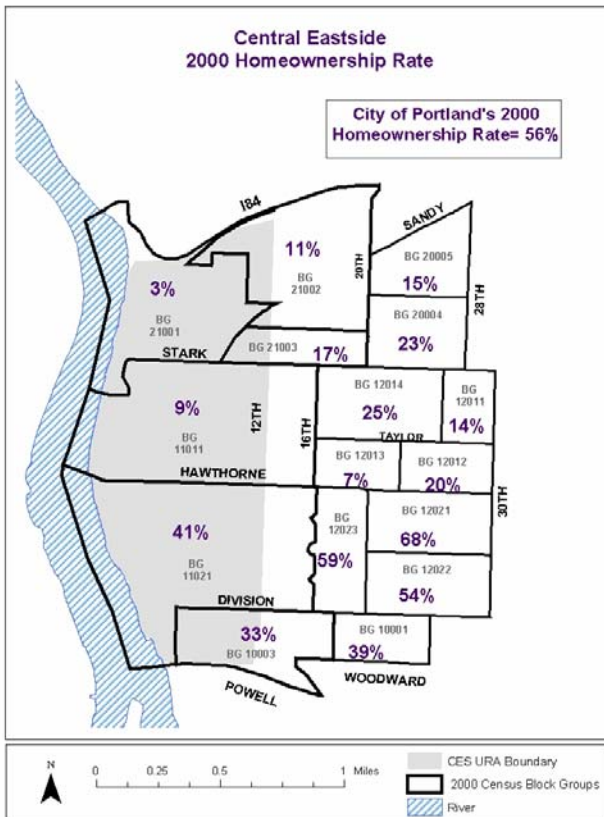 Central Eastside
2000 Homeownership Rate
City of Portland's 2000
Homeownership Rate= 56%
I84
SANDY
11%
20TH
BG
21002
BG 20005
15%
28TH
3%
BG
21001
BG 20004
23%
STARK
BG 21003
17%
9%
BG
11011
12TH
16TH
BG 12014
25%
BG
12011
14%
TAYLOR
BG 12013
7%
BG 12012
20%
HAWTHORNE
30TH
41%
BG
11021
BG
12023
59%
BG 12021
68%
BG 12022
54%
DIVISION
33%
BG 10003
BG 10001
39%
POWELL
WOODWARD
N
0 0.25 0.5 1 Miles
CES URA Boundary
2000 Census Block Groups
River